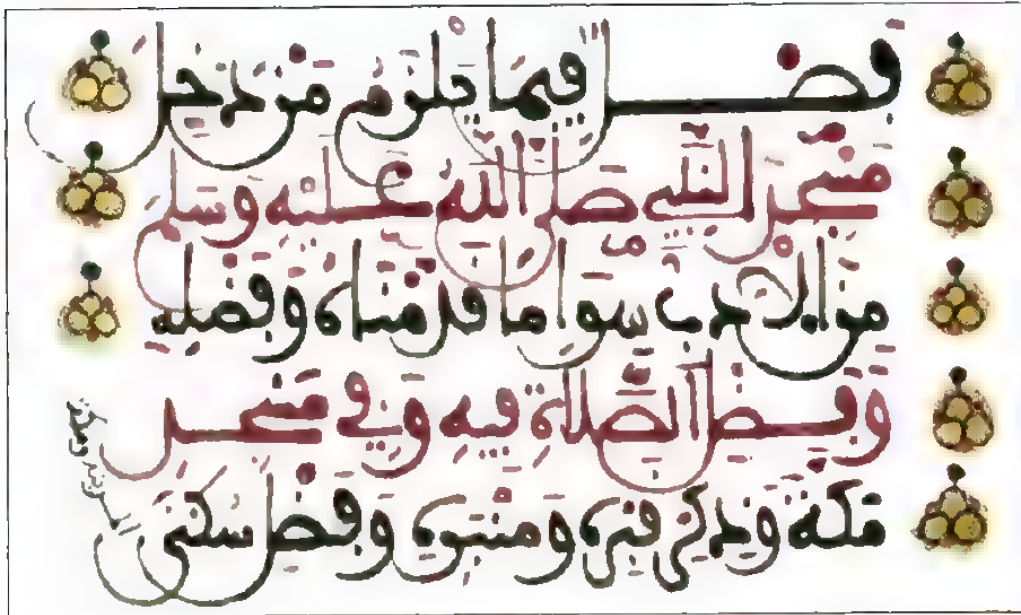 فصل فيما يلزم من دخل
مسجد النبي صلى الله عليه وسلم
من الأدب سوا ما قدمناه وفضله
وفضل الصلاة فيه وفي مسجد
مكة وذكر قبره ومنبره وفضل سكنى